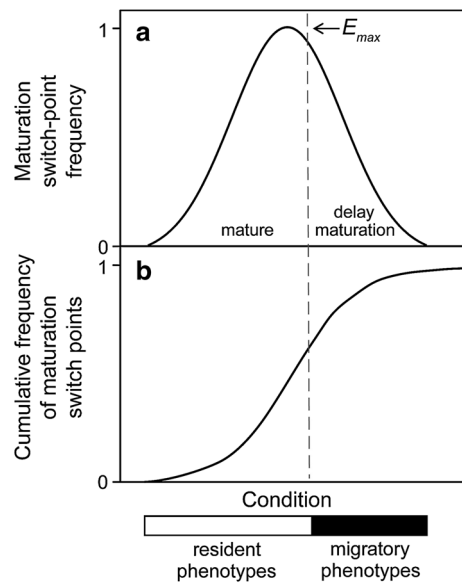 a
← E_max
1
Maturation
switch-point
frequency
mature
delay
maturation
0
b
1
Cumulative frequency
of maturation
switch points
0
Condition
resident
phenotypes
migratory
phenotypes